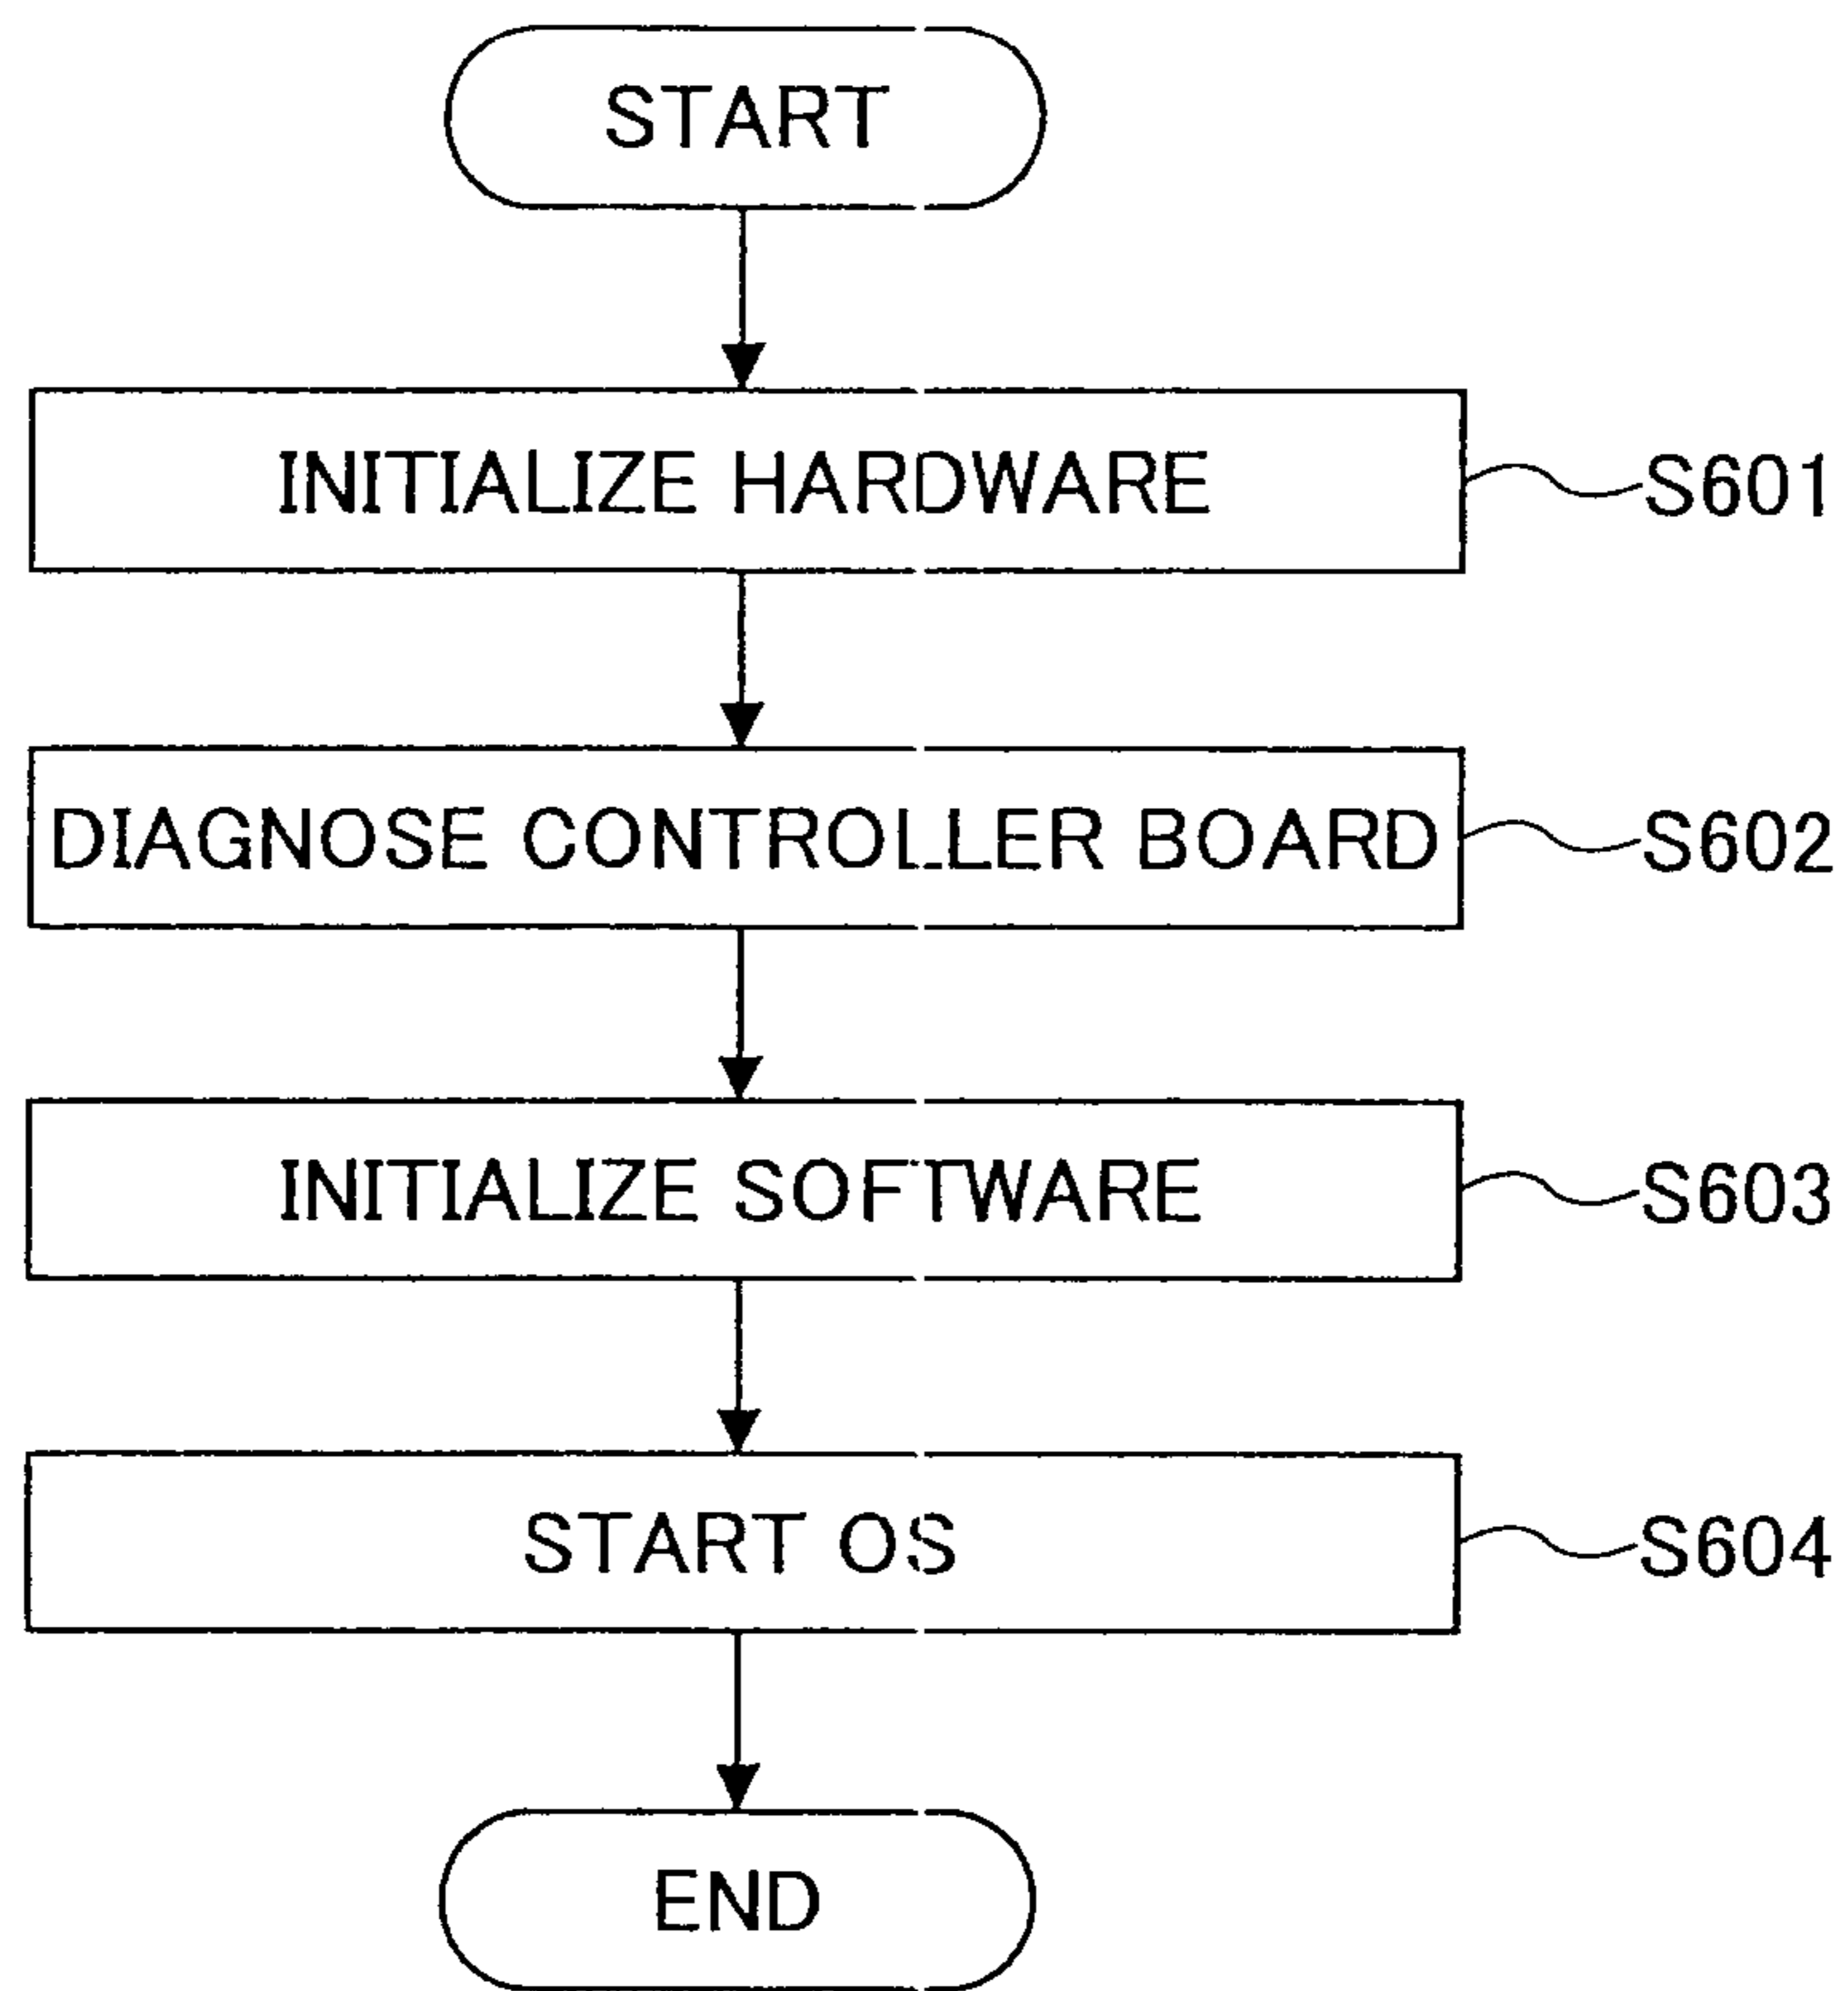 START
INITIALIZE HARDWARE
S601
DIAGNOSE CONTROLLER BOARD
S602
INITIALIZE SOFTWARE
S603
START OS
S604
END